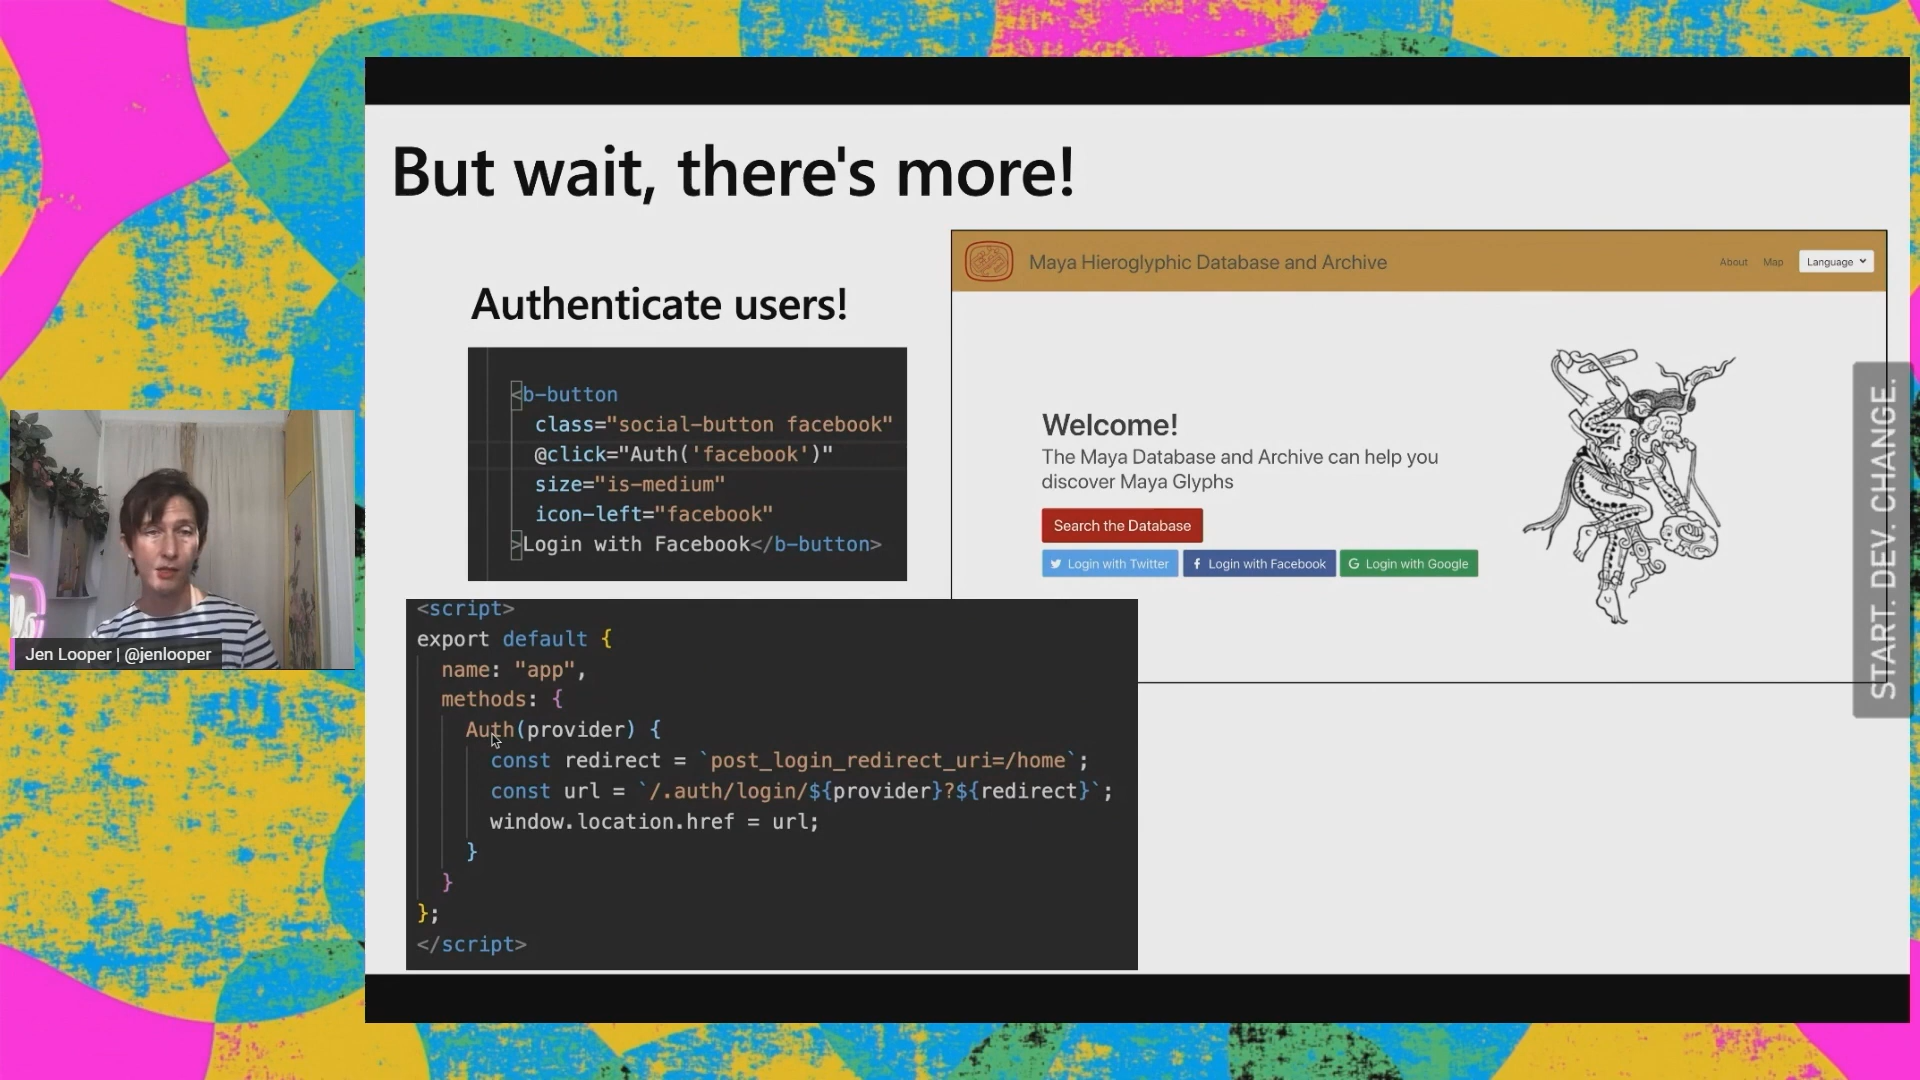 But wait, there's more!
Authenticate users!
<b-button
class="social-button facebook"
@click="Auth('facebook')"
size="is-medium"
icon-left="facebook"
>Login with Facebook</b-button>
<script>
export default {
name: "app",
methods: {
Auth(provider) {
const redirect = `post_login_redirect_uri=/home`;
const url = `/.auth/login/${provider}?${redirect}`;
window.location.href = url;
}
}
};
</script>
Maya Hieroglyphic Database and Archive
About
Map
Language
Welcome!
The Maya Database and Archive can help you
discover Maya Glyphs
Search the Database
Login with Twitter
Login with Facebook
Login with Google
Jen Looper | @jenlooper
START. DEV. CHANGE.